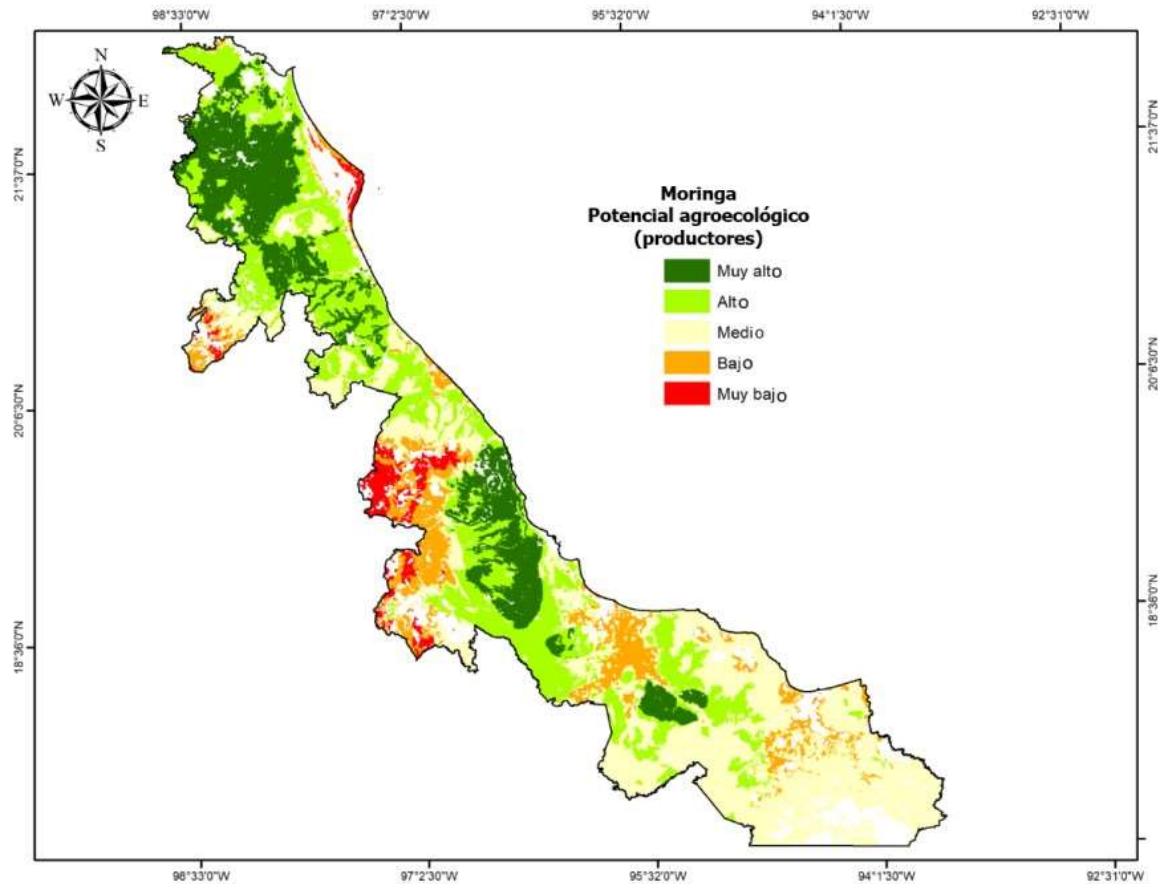 98°33'0"W 97°2'30"W 95°32'0"W 94°1'30"W 92°31'0"W
N
W E
S
21°37'0"N
21°37'0"N
Moringa
Potencial agroecológico
(productores)
Muy alto
Alto
Medio
Bajo
Muy bajo
20°6'30"N
20°6'30"N
18°36'0"N
18°36'0"N
98°33'0"W 97°2'30"W 95°32'0"W 94°1'30"W 92°31'0"W